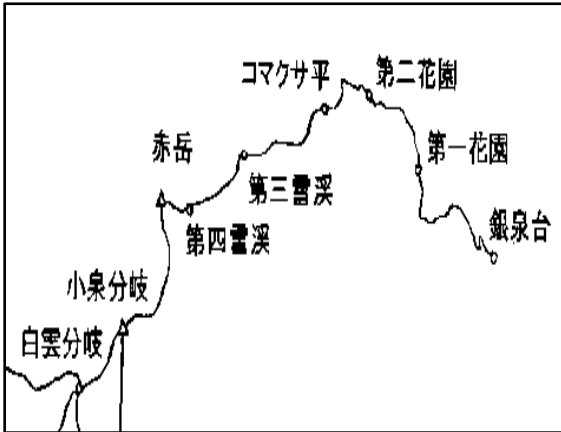 コマクサ平
第二花園
赤岳
第一花園
第三雪渓
銀泉台
第四雪渓
小泉分岐
白雲分岐